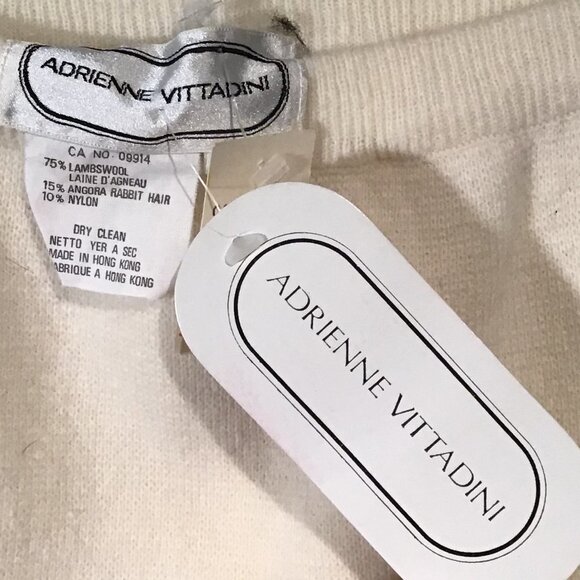 ADRIENNE VITTADINI
CA NO. 09914
75% LAMBSWOOL
LAINE D'AGNEAU
15% ANGORA RABBIT HAIR
10% NYLON
DRY CLEAN
NETTO YER A SEC
MADE IN HONG KONG
FABRIQUE A HONG KONG
ADRIENNE VITTADINI